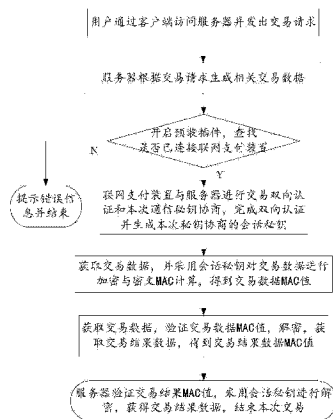 用户通过客户端访问服务器并发出交易请求
服务器根据交易请求生成相关交易数据
开启预装插件，查找
是否已连接联网支付装置
N
Y
提示错误信
息并结束
联网支付装置与服务器进行交易双向认
证和本次通信秘钥协商，完成双向认证
并生成本次秘钥协商的会话秘钥
获取交易数据，并采用会话秘钥对交易数据进行
加密与密文MAC计算，得到交易数据MAC值
获取交易数据，验证交易数据MAC值，解密，获
取交易结果数据，得到交易结果数据MAC值
服务器验证交易结果MAC值，采用会话秘钥进行解
密，获得交易结果数据，结束本次交易